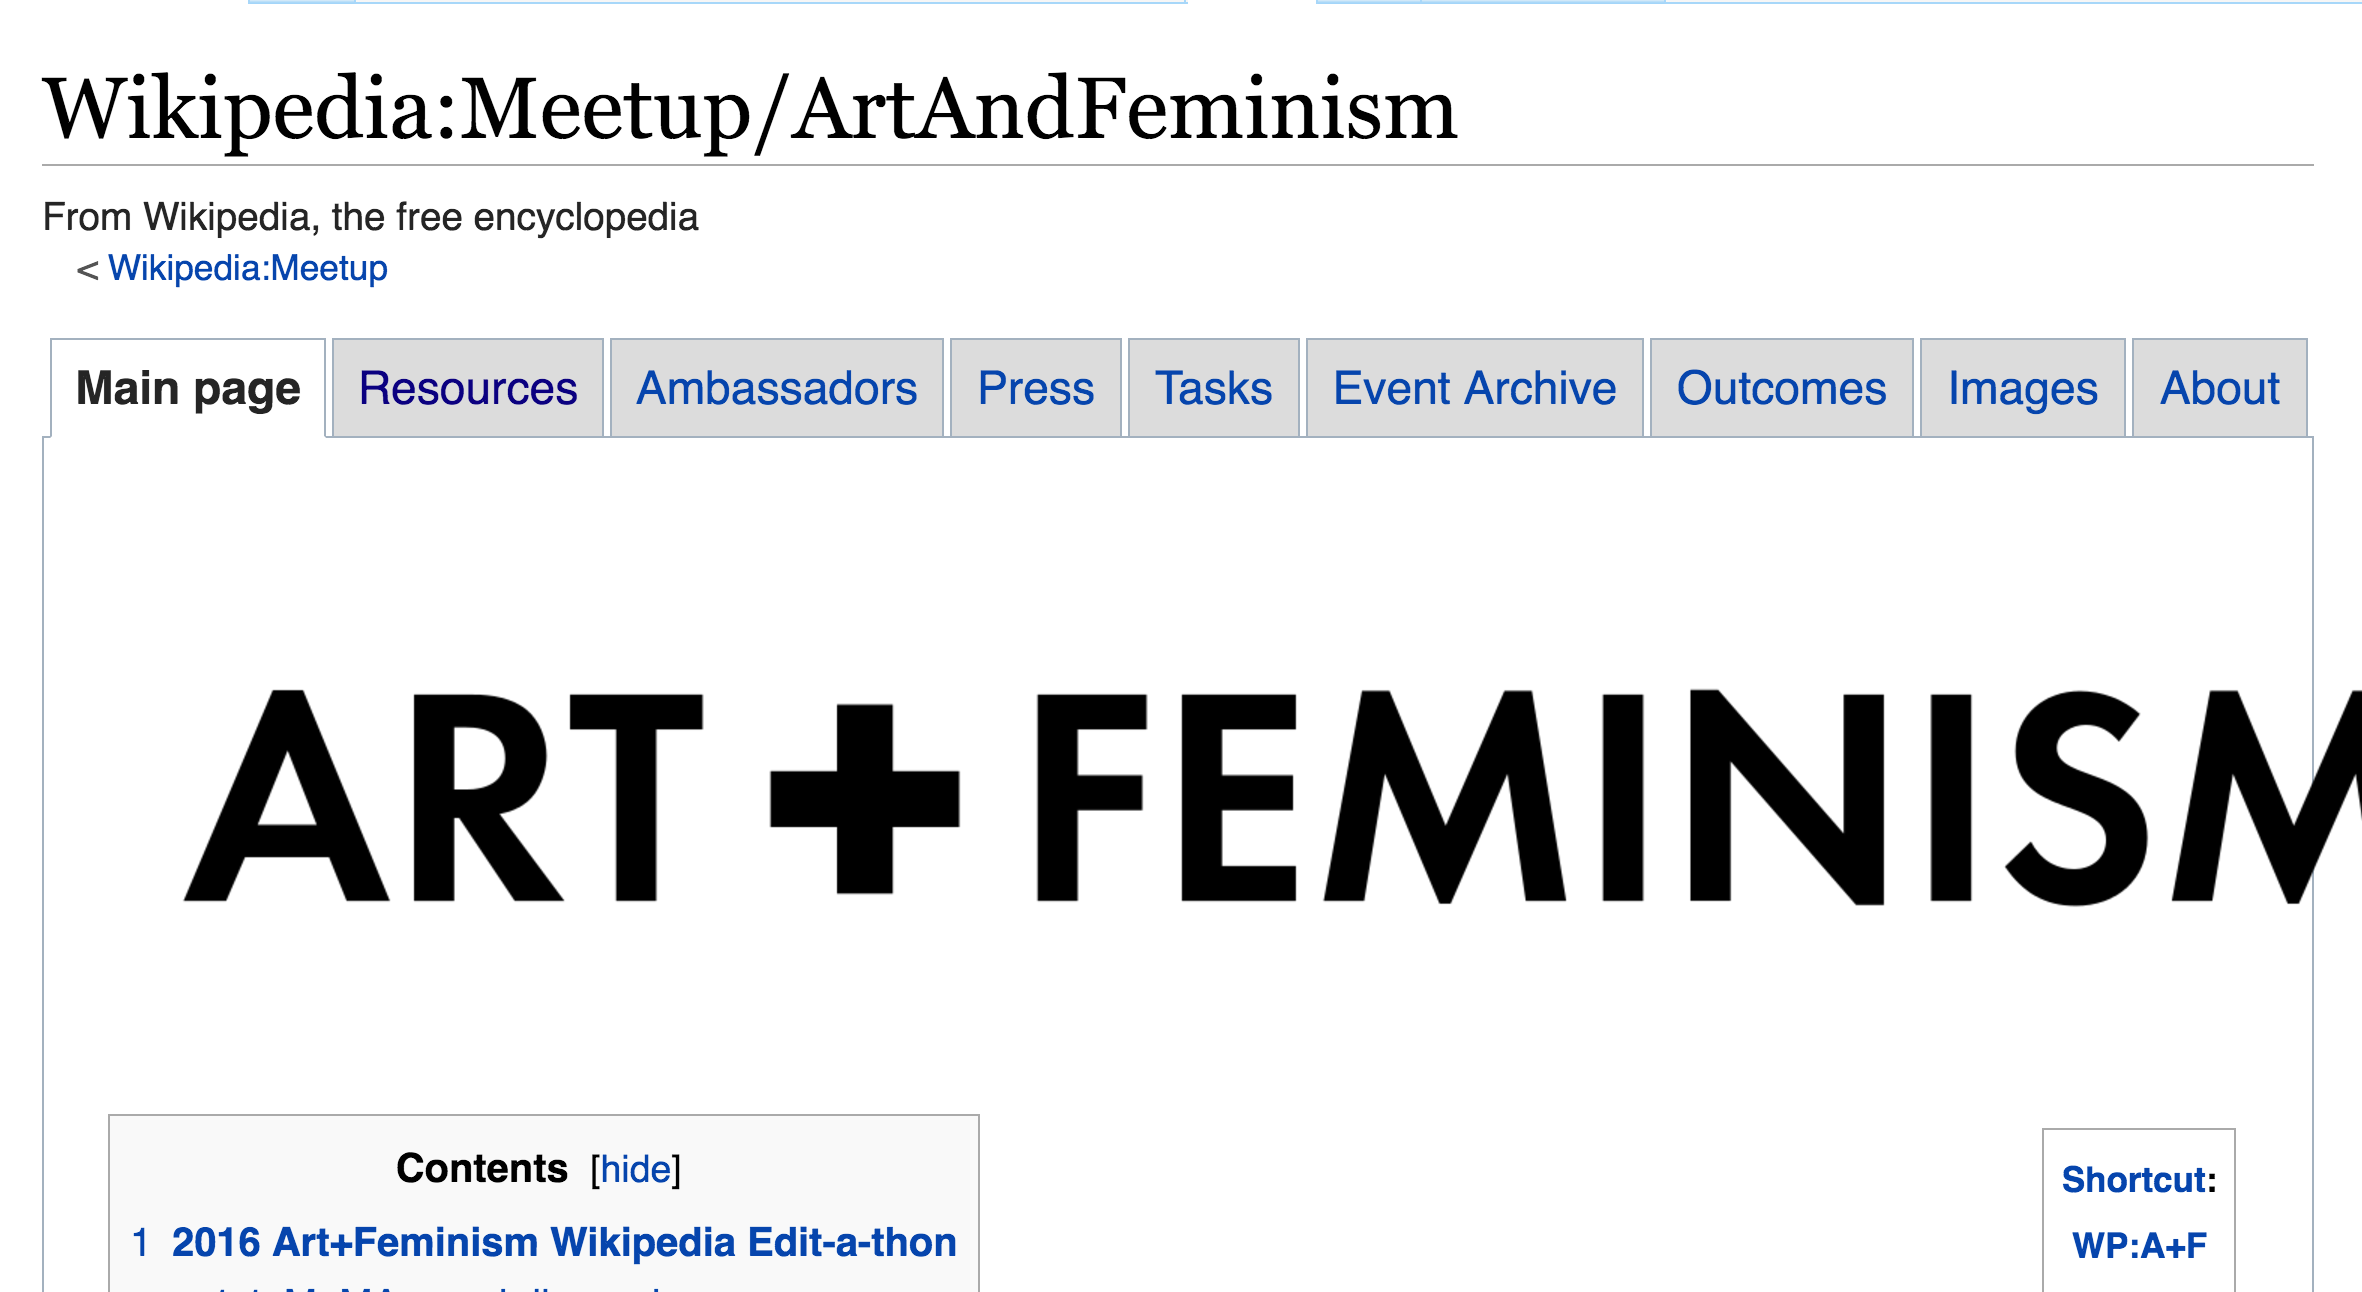 Wikipedia:Meetup/ArtAndFeminism
From Wikipedia, the free encyclopedia
< Wikipedia:Meetup
Main page Resources Ambassadors Press Tasks Event Archive Outcomes Images About
ART + FEMINISM
Contents [hide]
1 2016 Art+Feminism Wikipedia Edit-a-thon
Shortcut:
WP:A+F